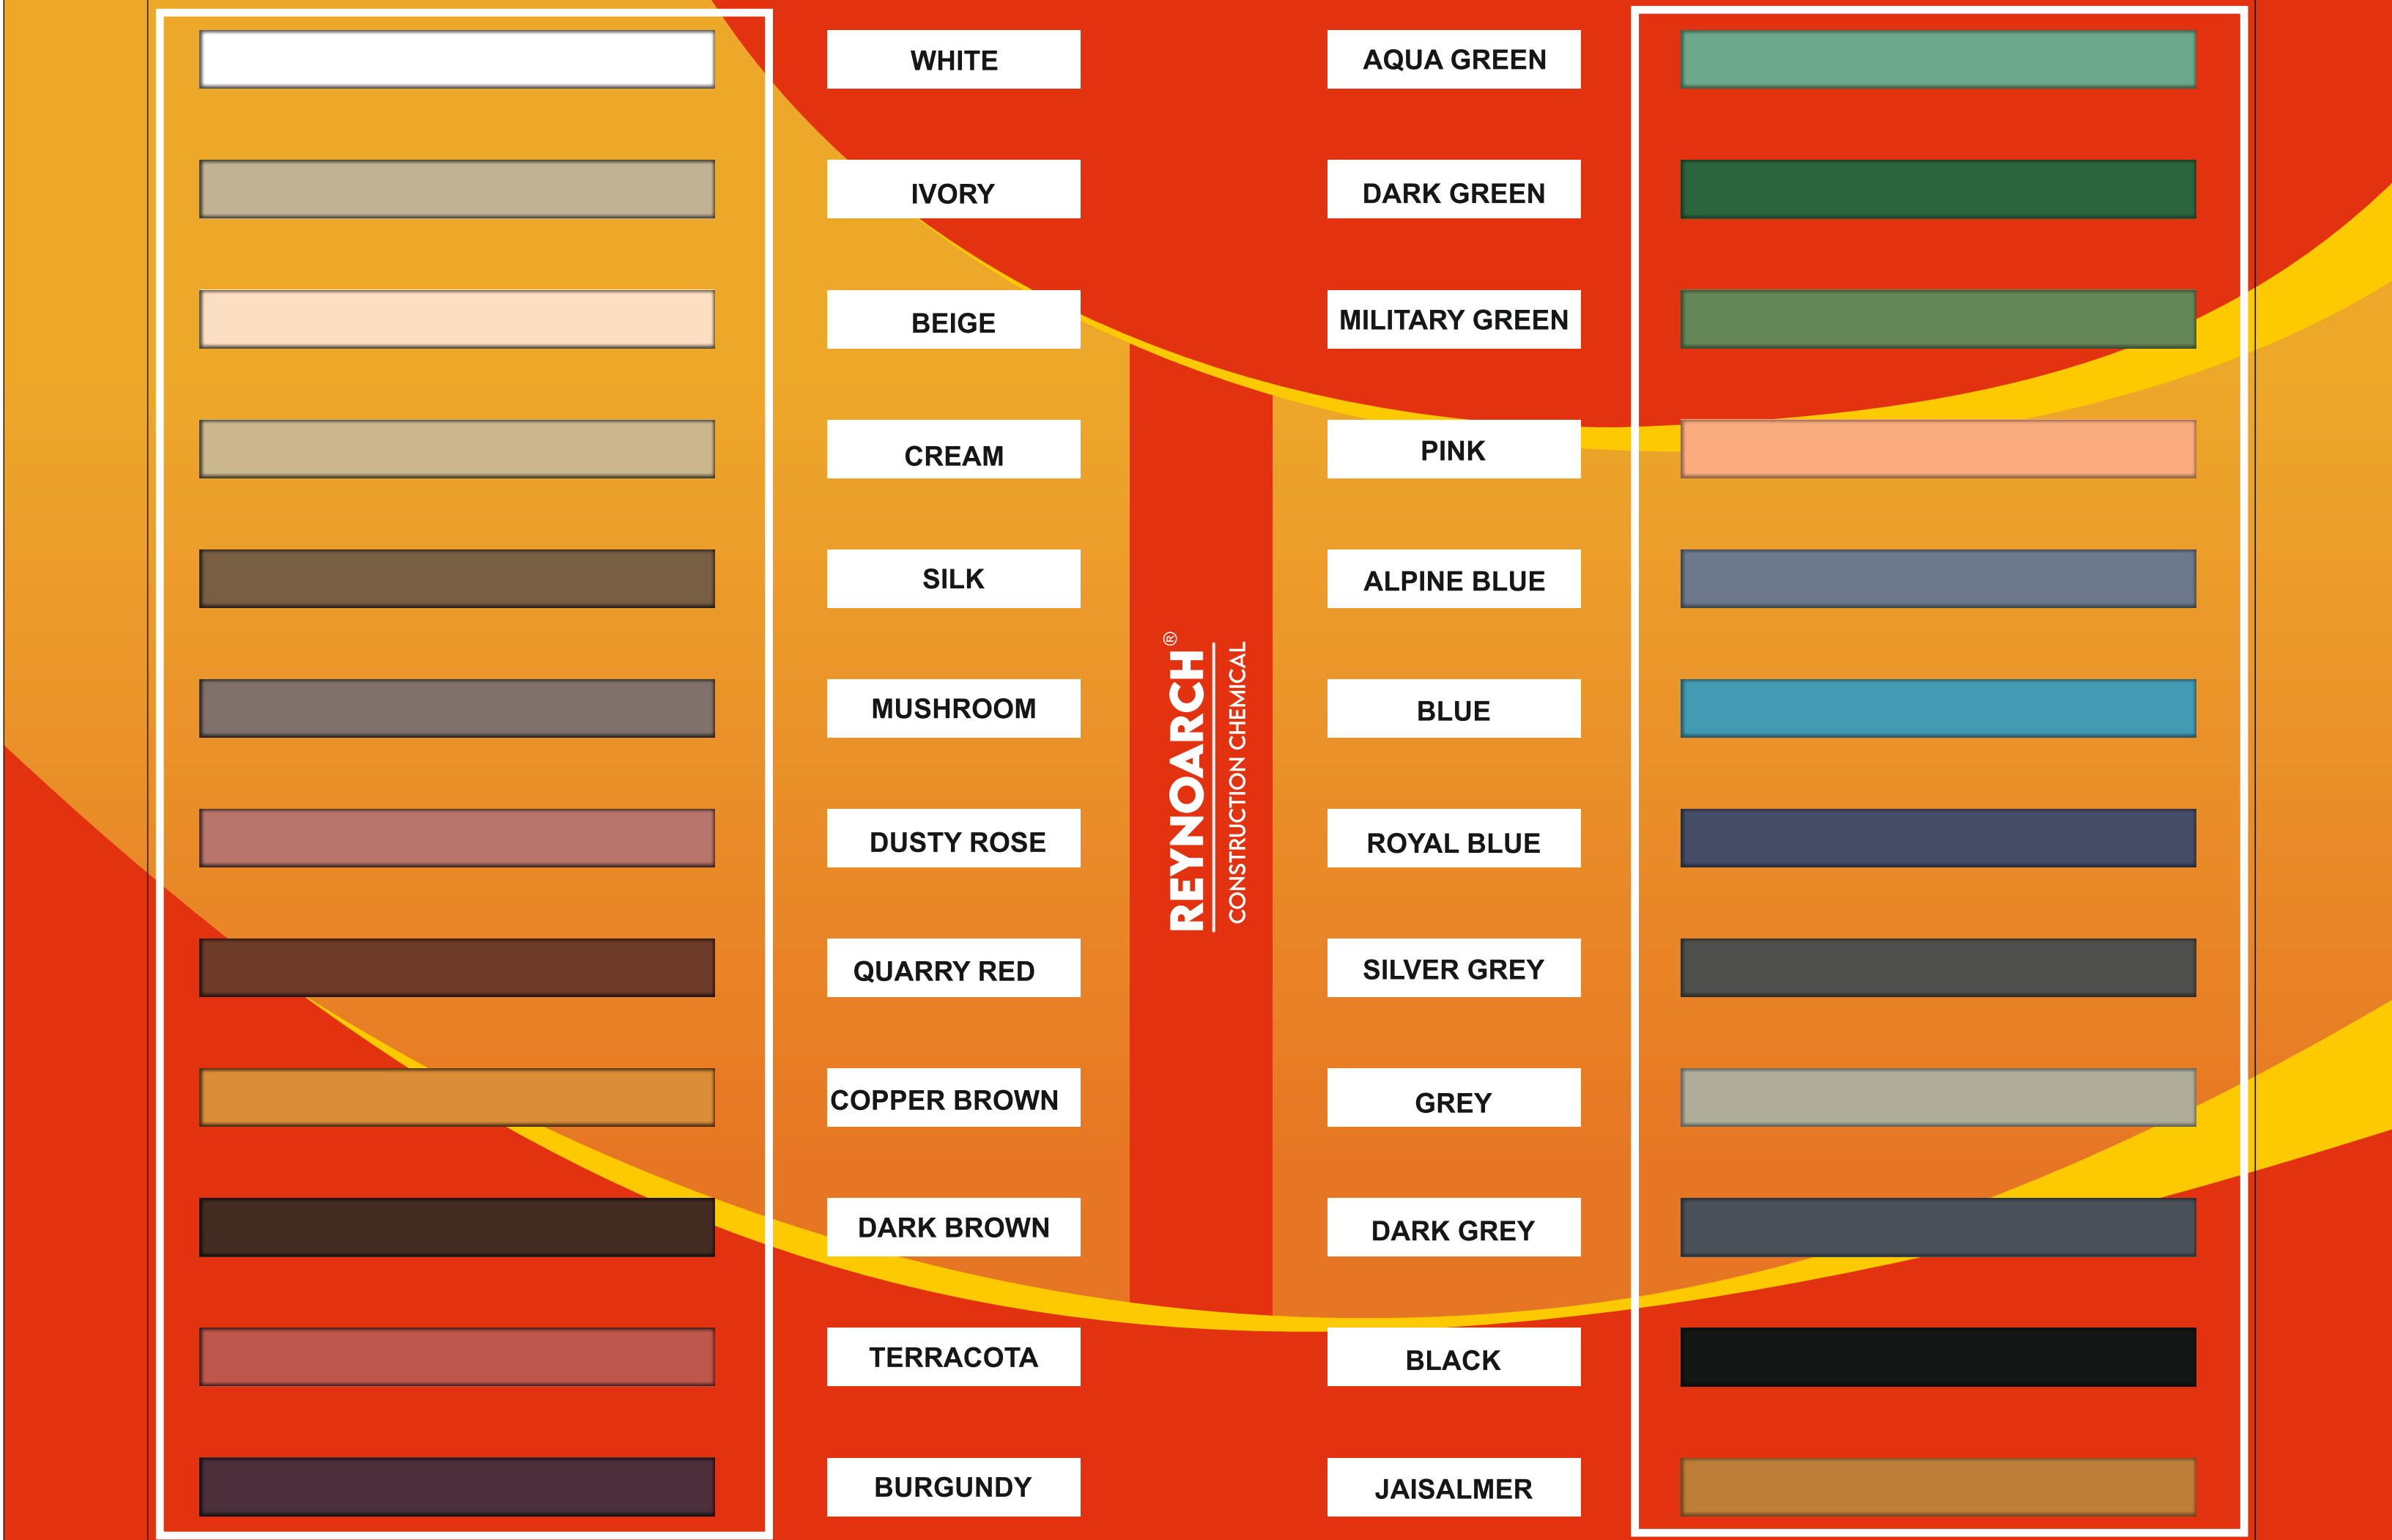 WHITE
IVORY
BEIGE
CREAM
SILK
MUSHROOM
DUSTY ROSE
QUARRY RED
COPPER BROWN
DARK BROWN
TERRACOTA
BURGUNDY
REYNOARCH®
CONSTRUCTION CHEMICAL
AQUA GREEN
DARK GREEN
MILITARY GREEN
PINK
ALPINE BLUE
BLUE
ROYAL BLUE
SILVER GREY
GREY
DARK GREY
BLACK
JAISALMER